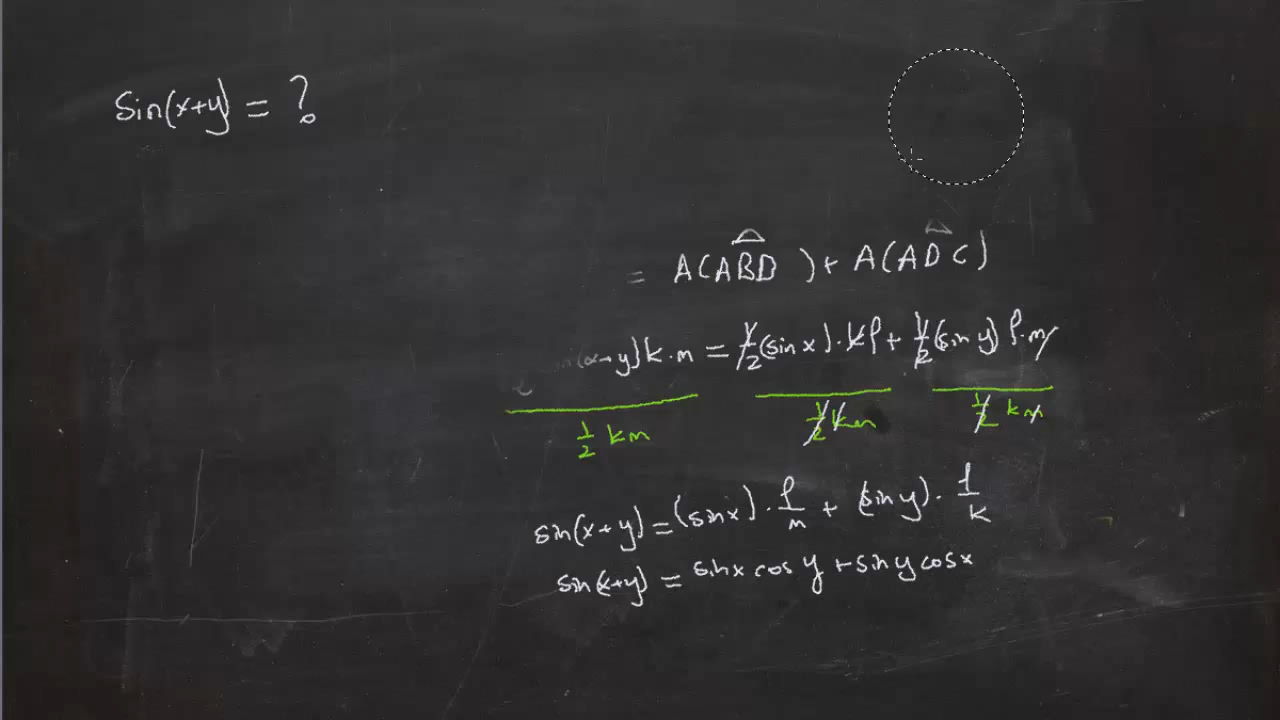 Sin(x+y) = ?
= A(ABD) + A(ADC)
(x+y) k.m = 1/2 (sin x).kl + 1/2 (sin y) l.m
1/2 km 1/2 km 1/2 km
sin(x+y) = (sin x). l/m + (sin y). l/k
sin(x+y) = sin x cos y + sin y cos x